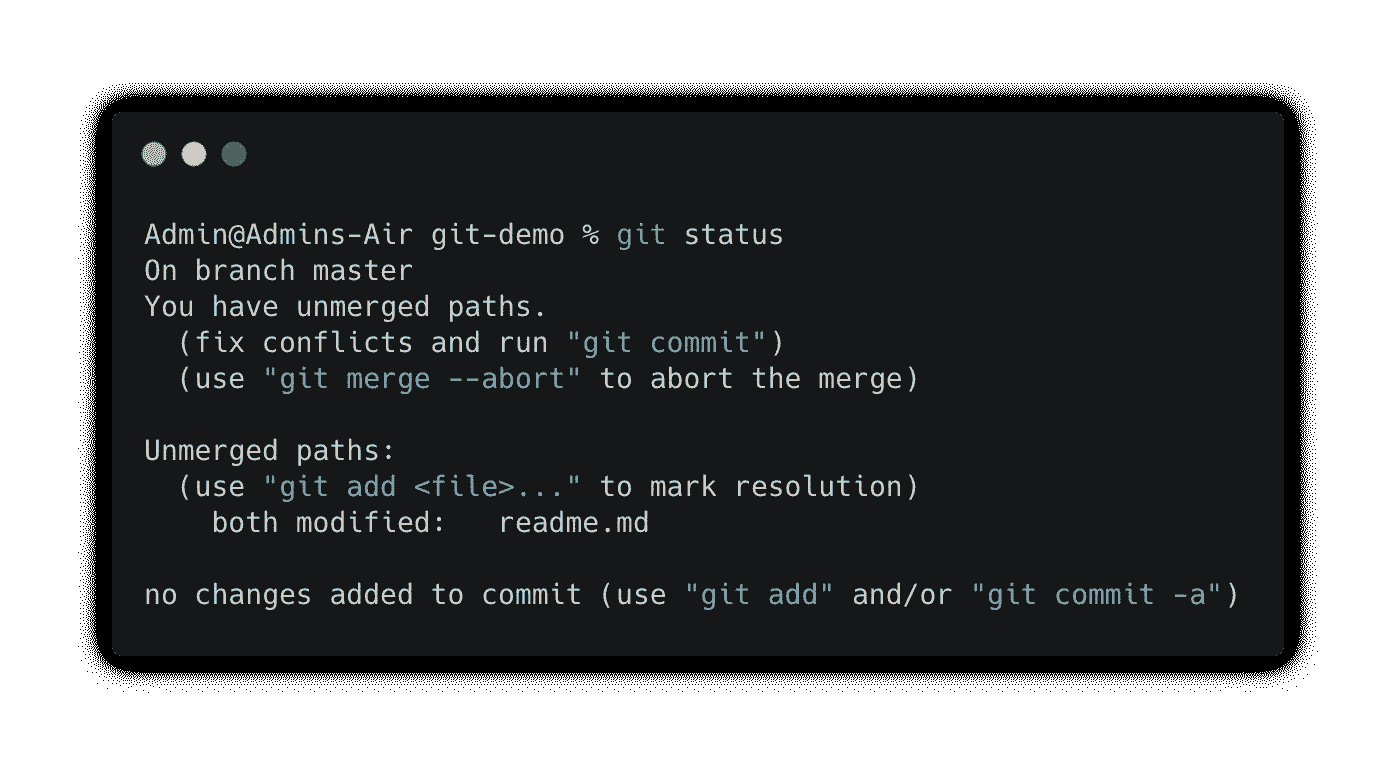 Admin@Admins-Air git-demo % git status
On branch master
You have unmerged paths.
  (fix conflicts and run "git commit")
  (use "git merge --abort" to abort the merge)

Unmerged paths:
  (use "git add <file>..." to mark resolution)
    both modified:   readme.md

no changes added to commit (use "git add" and/or "git commit -a")